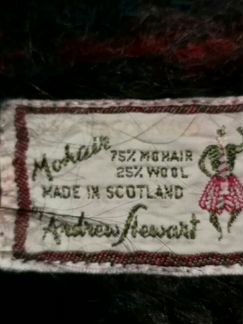 Mohair
75% MOHAIR
25% WOOL
MADE IN SCOTLAND
Andrew Stewart